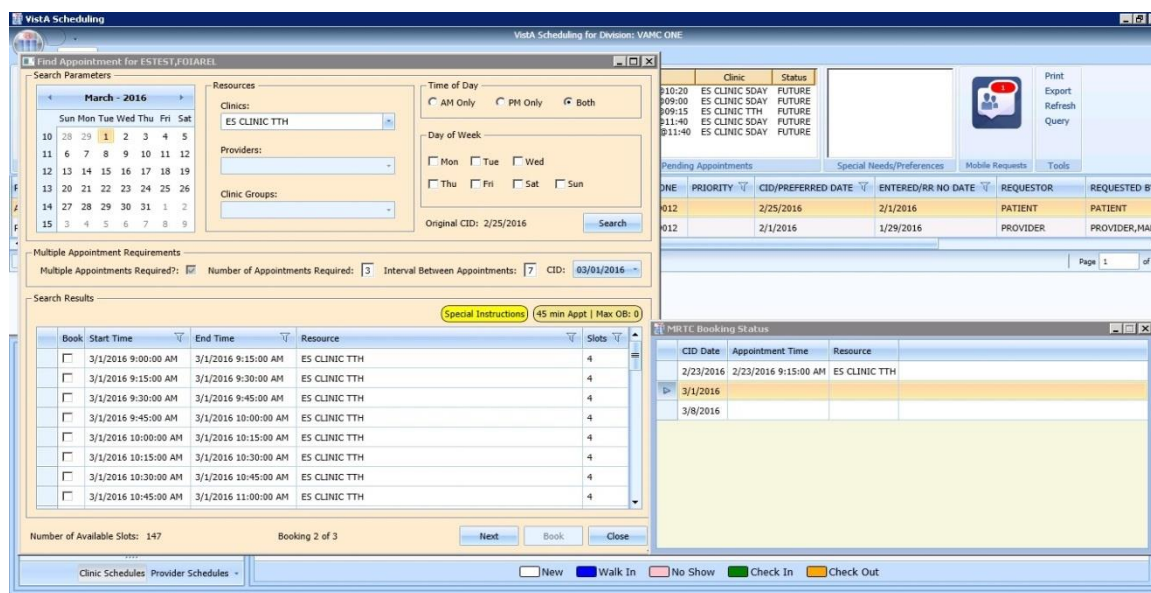 VistA Scheduling
VistA Scheduling for Division: VAMC ONE
Find Appointment for ESTEST,FOIAREL
Search Parameters
March - 2016
Sun Mon Tue Wed Thu Fri Sat
10 28 29 1 2 3 4 5
11 6 7 8 9 10 11 12
12 13 14 15 16 17 18 19
13 20 21 22 23 24 25 26
14 27 28 29 30 31 1 2
15 3 4 5 6 7 8 9
Resources
Clinics:
ES CLINIC TTH
Providers:
Clinic Groups:
Time of Day
AM Only PM Only Both
Day of Week
Mon Tue Wed
Thu Fri Sat Sun
Original CID: 2/25/2016 Search
Multiple Appointment Requirements
Multiple Appointments Required?: Number of Appointments Required: 3 Interval Between Appointments: 7 CID: 03/01/2016
Search Results
Special Instructions 45 min Appt | Max OB: 0
Book Start Time End Time Resource Slots
3/1/2016 9:00:00 AM 3/1/2016 9:15:00 AM ES CLINIC TTH 4
3/1/2016 9:15:00 AM 3/1/2016 9:30:00 AM ES CLINIC TTH 4
3/1/2016 9:30:00 AM 3/1/2016 9:45:00 AM ES CLINIC TTH 4
3/1/2016 9:45:00 AM 3/1/2016 10:00:00 AM ES CLINIC TTH 4
3/1/2016 10:00:00 AM 3/1/2016 10:15:00 AM ES CLINIC TTH 4
3/1/2016 10:15:00 AM 3/1/2016 10:30:00 AM ES CLINIC TTH 4
3/1/2016 10:30:00 AM 3/1/2016 10:45:00 AM ES CLINIC TTH 4
3/1/2016 10:45:00 AM 3/1/2016 11:00:00 AM ES CLINIC TTH 4
Number of Available Slots: 147 Booking 2 of 3 Next Book Close
Clinic Status
@10:20 ES CLINIC 5DAY FUTURE
@09:00 ES CLINIC 5DAY FUTURE
@09:15 ES CLINIC TTH FUTURE
@11:40 ES CLINIC 5DAY FUTURE
@11:40 ES CLINIC 5DAY FUTURE
Pending Appointments
Special Needs/Preferences
1
Mobile Requests
Print
Export
Refresh
Query
Tools
ONE PRIORITY CID/PREFERRED DATE ENTERED/RR NO DATE REQUESTOR REQUESTED B
0012 2/25/2016 2/1/2016 PATIENT PATIENT
0012 2/1/2016 1/29/2016 PROVIDER PROVIDER,MA
Page 1 of
MRTC Booking Status
CID Date Appointment Time Resource
2/23/2016 2/23/2016 9:15:00 AM ES CLINIC TTH
3/1/2016
3/8/2016
Clinic Schedules Provider Schedules
New Walk In No Show Check In Check Out